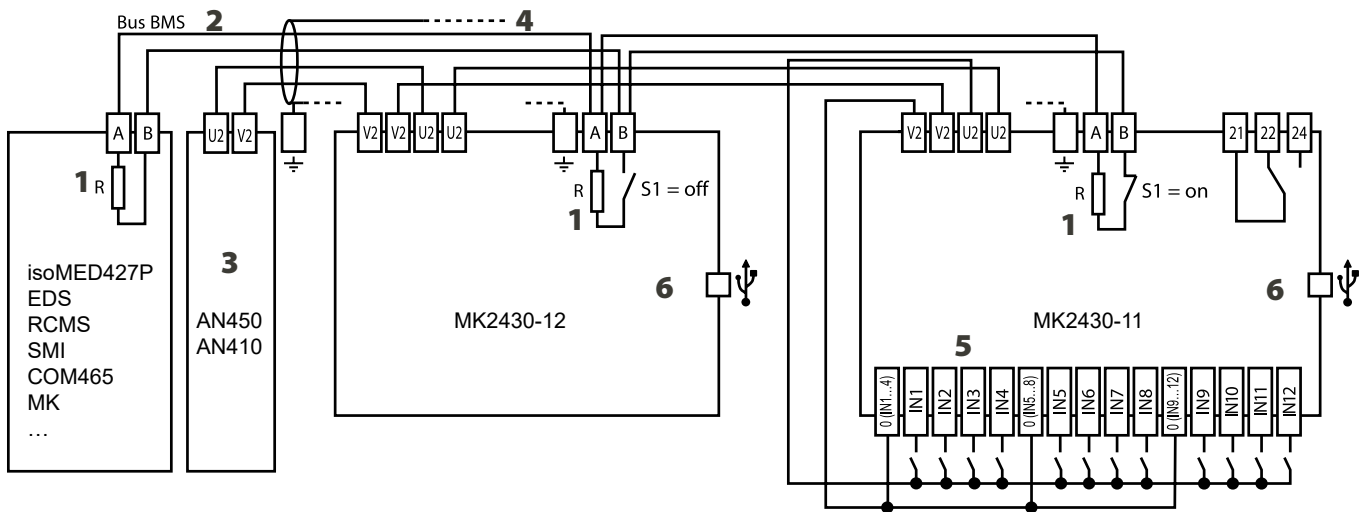 Bus BMS 2 4
A B U2 V2 V2 V2 U2 U2 A B V2 V2 U2 U2 A B 21 22 24
1 R
R S1 = off
1
R S1 = on
1
isoMED427P
EDS
RCMS
SMI
COM465
MK
…
3
AN450
AN410
MK2430-12
6
MK2430-11
6
5
0 (IN1...4) IN1 IN2 IN3 IN4 0 (IN5...8) IN5 IN6 IN7 IN8 0 (IN9...12) IN9 IN10 IN11 IN12